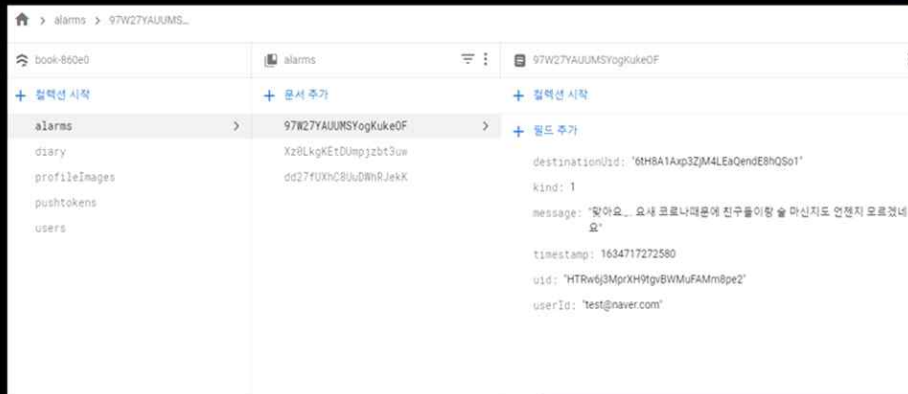 alarms > 97W27YAUUMS...
book-860e0
alarms
97W27YAUUMSYogKukeOF
+ 컬렉션 시작
+ 문서 추가
+ 컬렉션 시작
alarms
diary
profileImages
pushtokens
users
97W27YAUUMSYogKukeOF
Xz0LkgKEtDUmpjzbt3uw
dd27fUXhC8UuDWhRJekK
+ 필드 추가
destinationUid: "6tH8A1Axp3ZjM4LEaQendE8hQSo1"
kind: 1
message: "맞아요... 요새 코로나때문에 친구들이랑 술 마신지도 언젠지 모르겠네
요"
timestamp: 1634717272580
uid: "HTRw6j3MprXH9tgvBWMuFAMm8pe2"
userId: "test@naver.com"